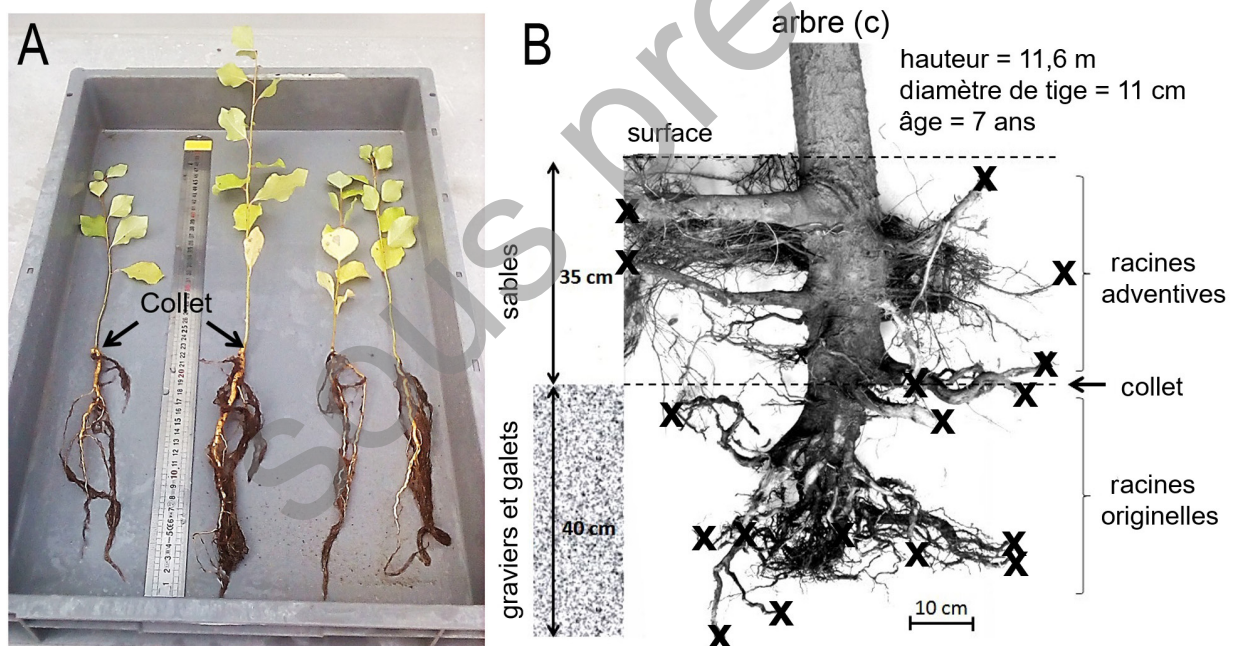 A
Collet
B
arbre (c)
hauteur = 11,6 m
diamètre de tige = 11 cm
âge = 7 ans
surface
sables
35 cm
racines
adventives
collet
graviers et galets
40 cm
racines
originelles
10 cm
sous pre